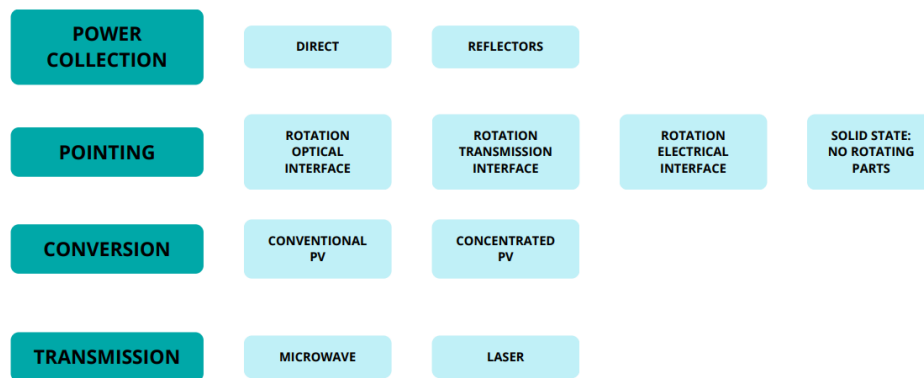 POWER
COLLECTION
DIRECT
REFLECTORS
POINTING
ROTATION
OPTICAL
INTERFACE
ROTATION
TRANSMISSION
INTERFACE
ROTATION
ELECTRICAL
INTERFACE
SOLID STATE:
NO ROTATING
PARTS
CONVERSION
CONVENTIONAL
PV
CONCENTRATED
PV
TRANSMISSION
MICROWAVE
LASER